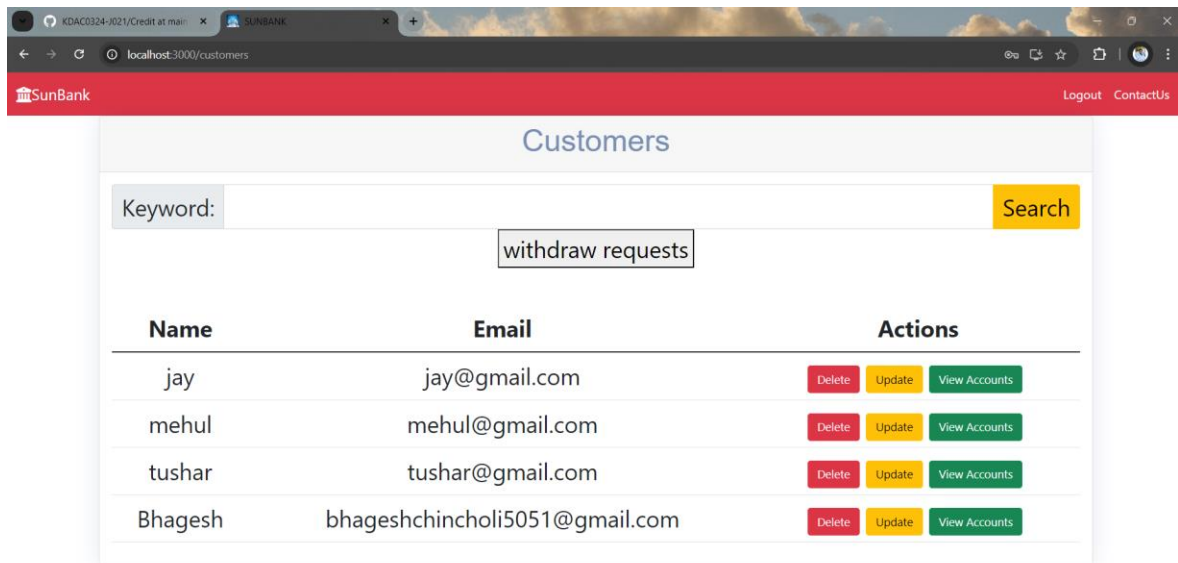 KDAC0324-J021/Credit at main
SUNBANK
localhost:3000/customers
SunBank
Logout ContactUs
Customers
Keyword: Search
withdraw requests
Name Email Actions
jay jay@gmail.com Delete Update View Accounts
mehul mehul@gmail.com Delete Update View Accounts
tushar tushar@gmail.com Delete Update View Accounts
Bhagesh bhageshchincholi5051@gmail.com Delete Update View Accounts